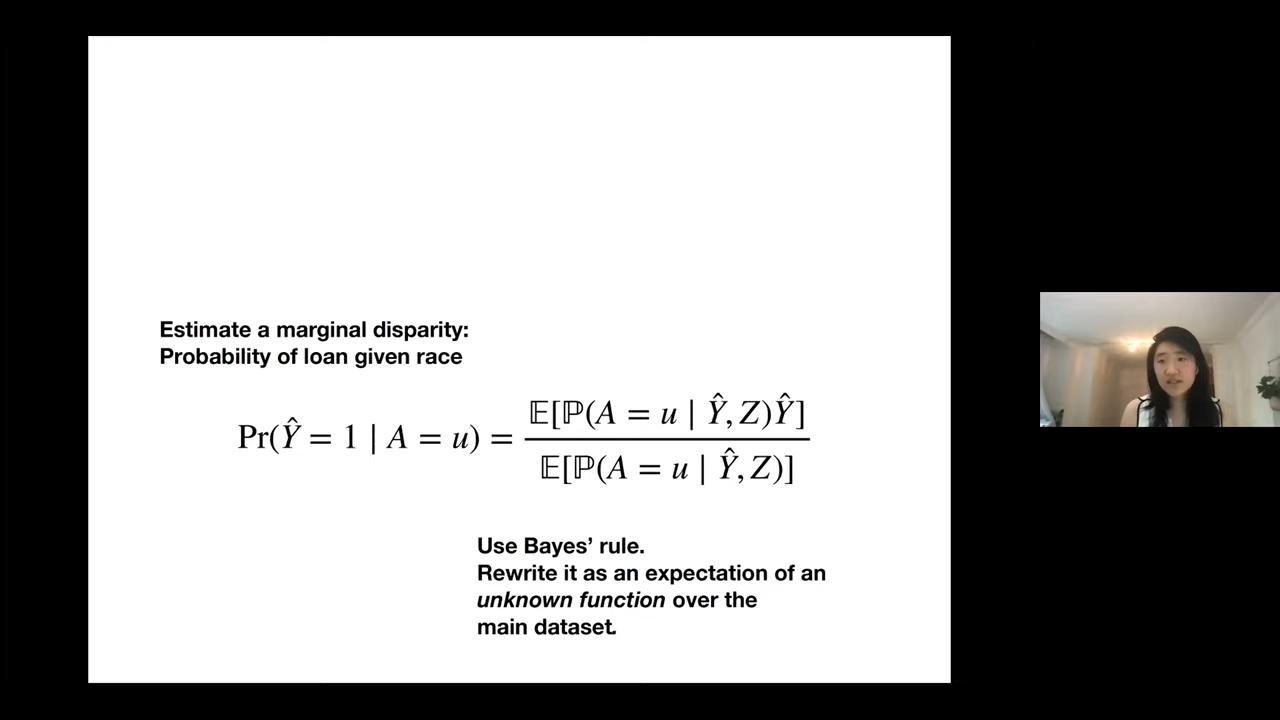 Estimate a marginal disparity:
Probability of loan given race
Pr(Ŷ = 1 | A = u) = 𝔼[ℙ(A = u | Ŷ, Z)Ŷ] / 𝔼[ℙ(A = u | Ŷ, Z)]
Use Bayes’ rule.
Rewrite it as an expectation of an
unknown function over the
main dataset.